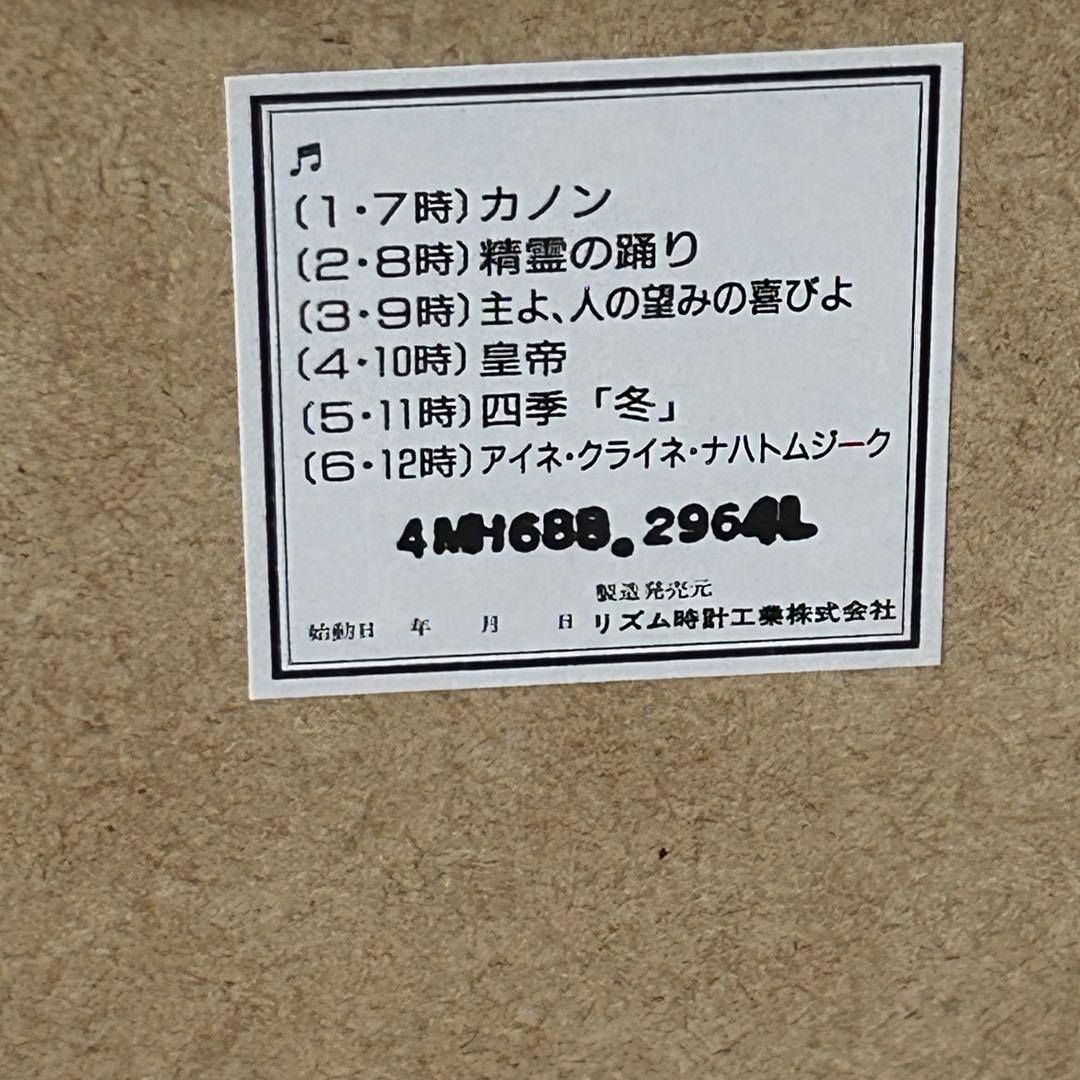 ♫
(1・7時)カノン
(2・8時)精霊の踊り
(3・9時)主よ、人の望みの喜びよ
(4・10時)皇帝
(5・11時)四季「冬」
(6・12時)アイネ・クライネ・ナハトムジーク
4MH688.2964L
製造発売元
始動日 年 月 日 リズム時計工業株式会社